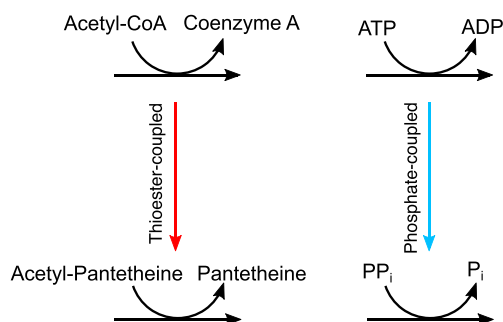 Acetyl-CoA Coenzyme A
ATP ADP
Thioester-coupled
Phosphate-coupled
Acetyl-Pantetheine Pantetheine
PPi Pi